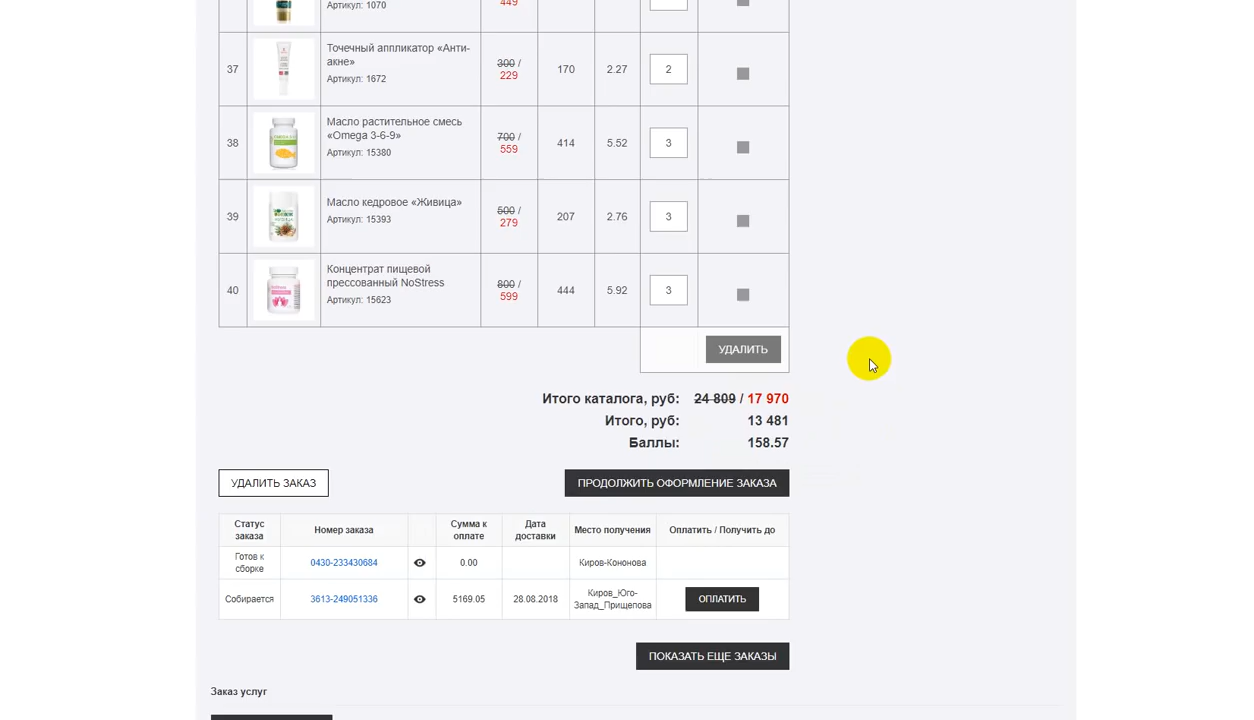 Артикул: 1070
449
37
Точечный аппликатор «Анти-
акне»
Артикул: 1672
300 /
229
170
2.27
2
38
Масло растительное смесь
«Omega 3-6-9»
Артикул: 15380
700 /
559
414
5.52
3
39
Масло кедровое «Живица»
Артикул: 15393
500 /
279
207
2.76
3
40
Концентрат пищевой
прессованный NoStress
Артикул: 15623
800 /
599
444
5.92
3
УДАЛИТЬ
Итого каталога, руб: 24 809 / 17 970
Итого, руб: 13 481
Баллы: 158.57
УДАЛИТЬ ЗАКАЗ
ПРОДОЛЖИТЬ ОФОРМЛЕНИЕ ЗАКАЗА
Статус
заказа
Номер заказа
Сумма к
оплате
Дата
доставки
Место получения
Оплатить / Получить до
Готов к
сборке
0430-233430684
0.00
Киров-Кононова
Собирается
3613-249051336
5169.05
28.08.2018
Киров_Юго-
Запад_Прищепова
ОПЛАТИТЬ
ПОКАЗАТЬ ЕЩЕ ЗАКАЗЫ
Заказ услуг